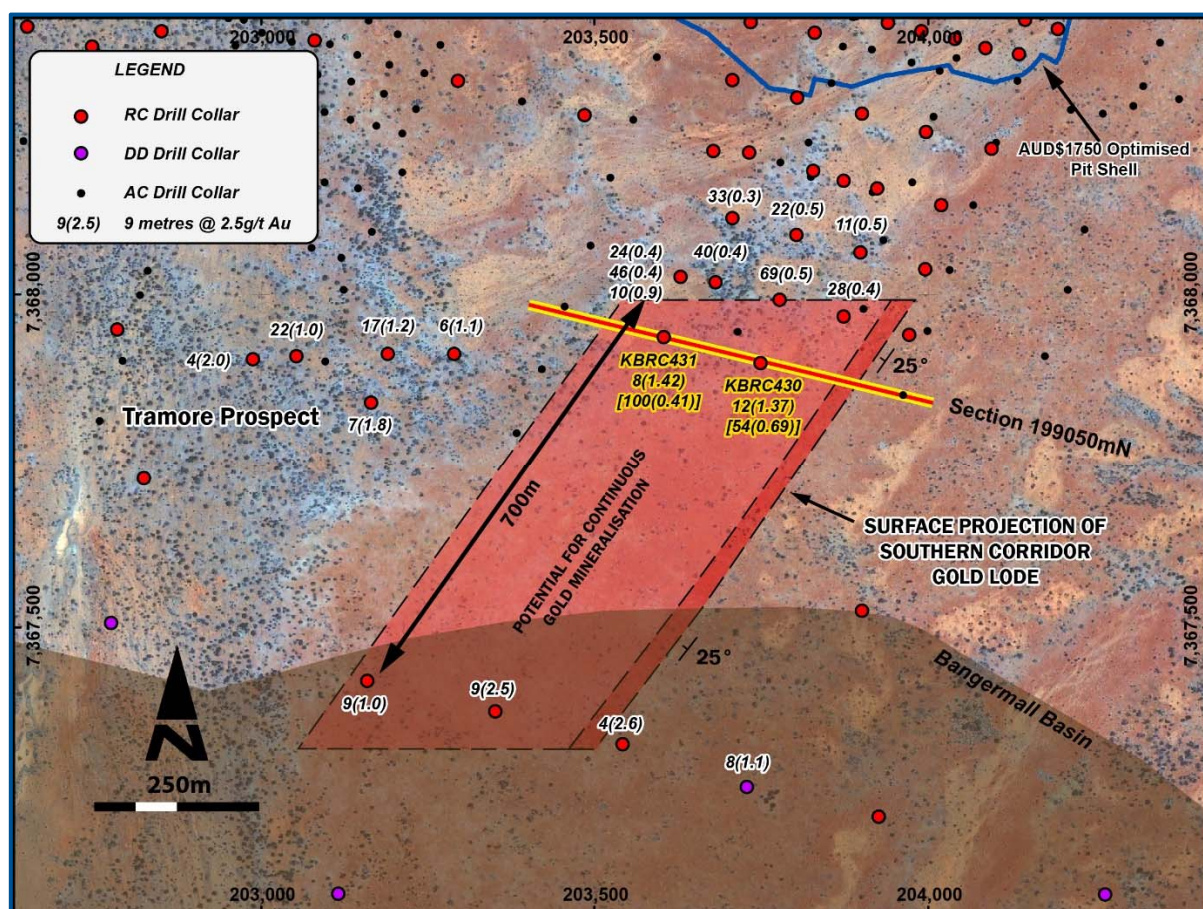 203,000
203,500
204,000
LEGEND
RC Drill Collar
DD Drill Collar
AC Drill Collar
9(2.5) 9 metres @ 2.5g/t Au
AUD$1750 Optimised
Pit Shell
33(0.3)
22(0.5)
11(0.5)
24(0.4)
46(0.4)
10(0.9)
40(0.4)
69(0.5)
28(0.4)
7,368,000
7,368,000
4(2.0)
22(1.0)
17(1.2)
6(1.1)
7(1.8)
Tramore Prospect
KBRC431
8(1.42)
[100(0.41)]
KBRC430
12(1.37)
[54(0.69)]
25°
Section 199050mN
700m
POTENTIAL FOR CONTINUOUS
GOLD MINERALISATION
SURFACE PROJECTION OF
SOUTHERN CORRIDOR
GOLD LODE
7,367,500
7,367,500
25°
Bangermall Basin
9(1.0)
9(2.5)
4(2.6)
8(1.1)
N
250m
203,000
203,500
204,000